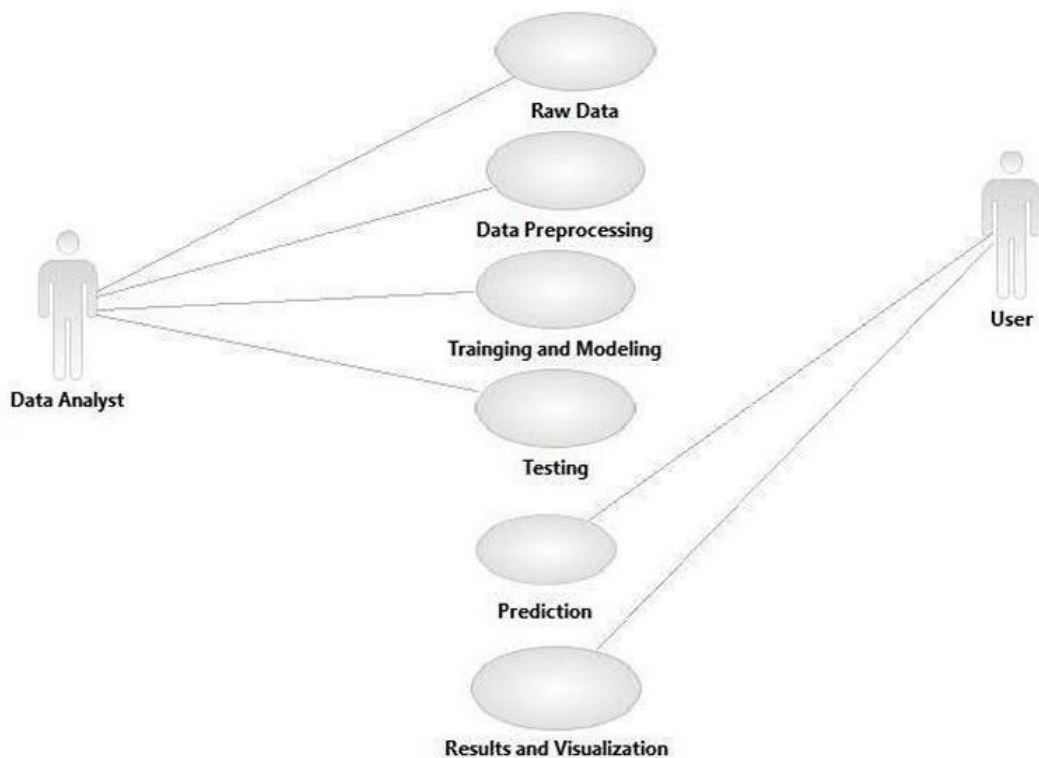 Raw Data
Data Preprocessing
User
Trainging and Modeling
Data Analyst
Testing
Prediction
Results and Visualization